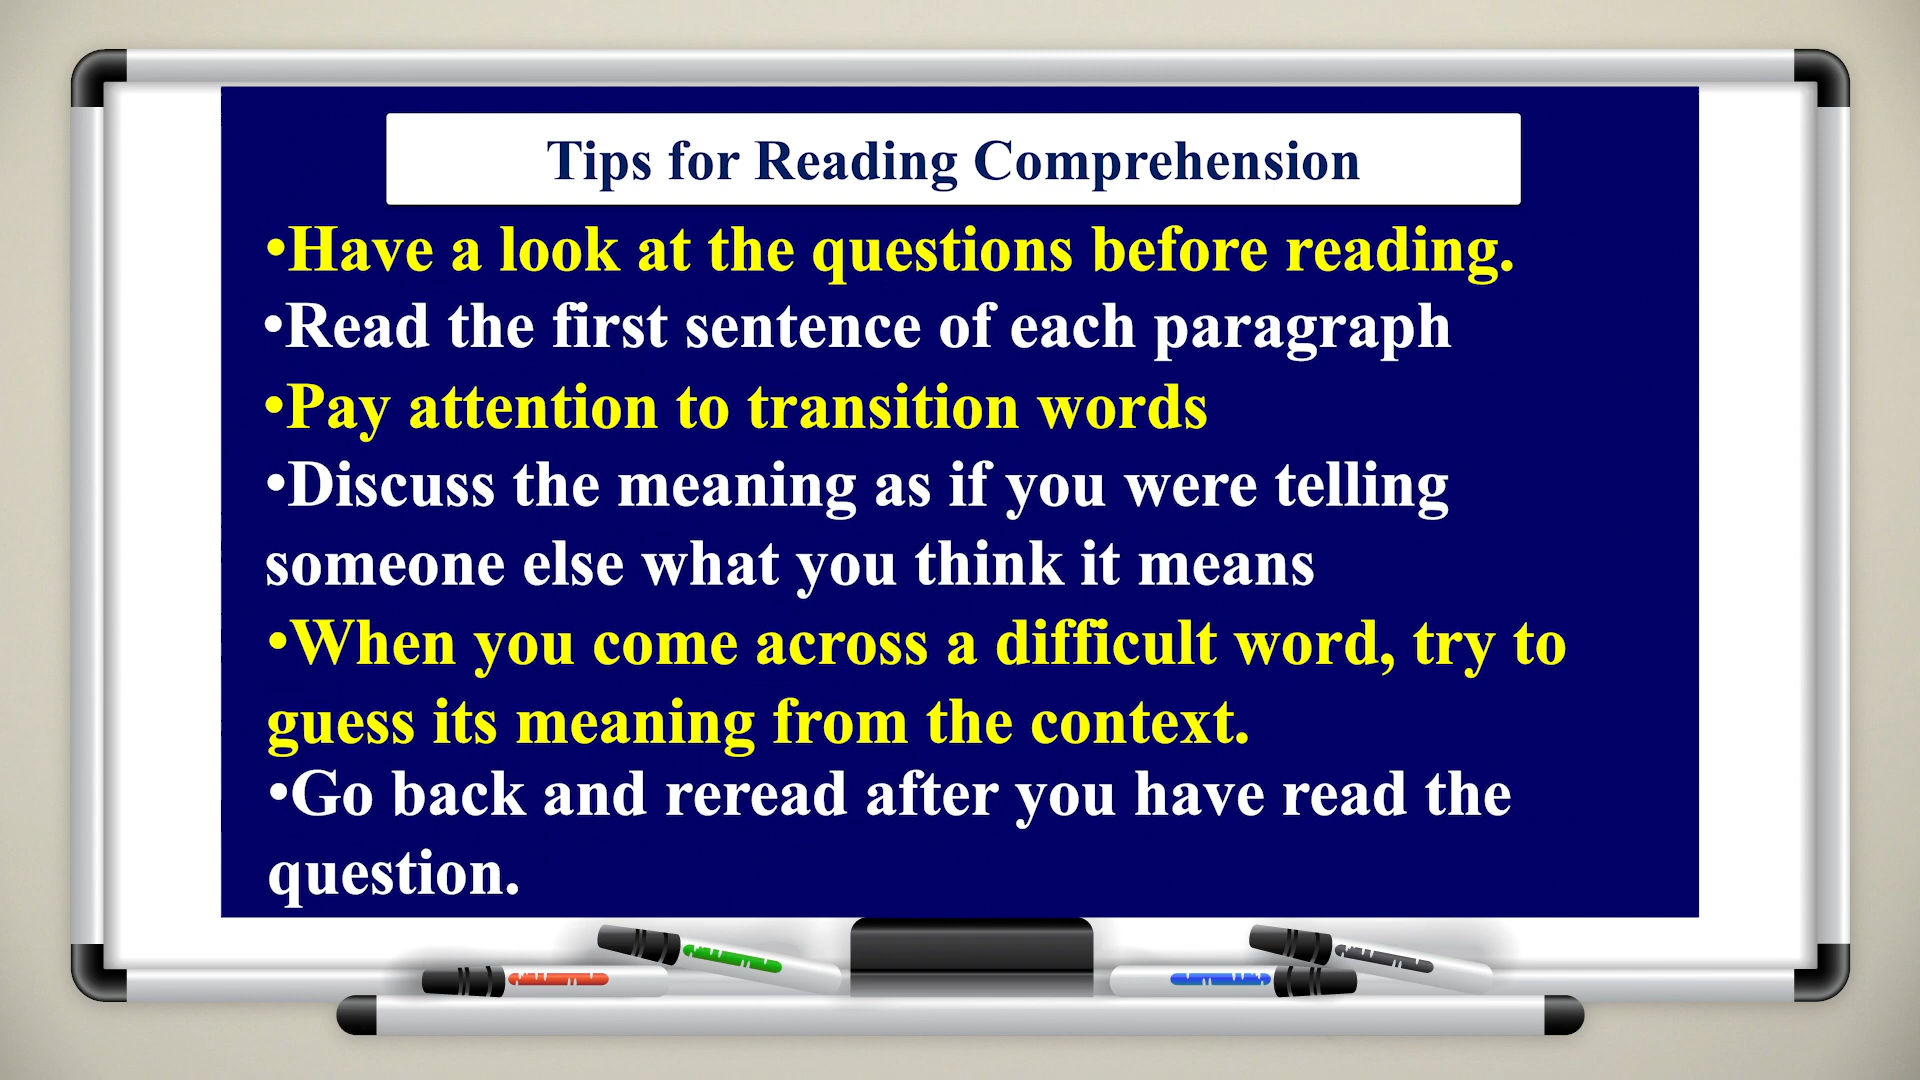 Tips for Reading Comprehension
•Have a look at the questions before reading.
•Read the first sentence of each paragraph
•Pay attention to transition words
•Discuss the meaning as if you were telling
someone else what you think it means
•When you come across a difficult word, try to
guess its meaning from the context.
•Go back and reread after you have read the
question.